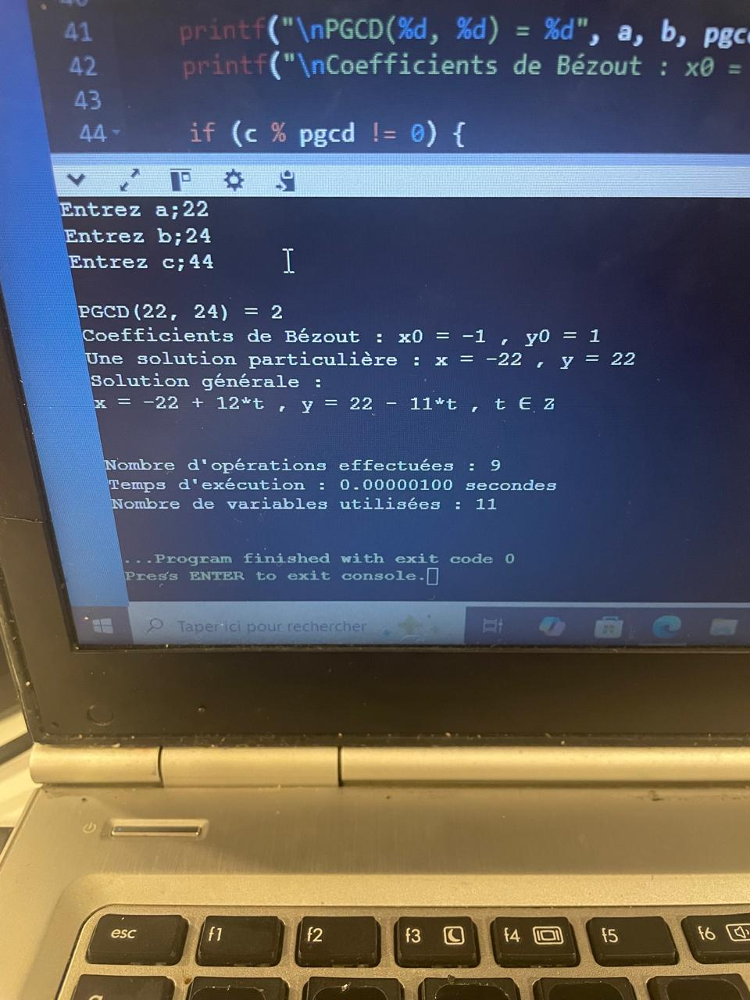 41 printf("\nPGCD(%d, %d) = %d", a, b, pgc
42 printf("\nCoefficients de Bézout : x0 =
43
44 if (c % pgcd != 0) {
Entrez a;22
Entrez b;24
Entrez c;44
PGCD(22, 24) = 2
Coefficients de Bézout : x0 = -1 , y0 = 1
Une solution particulière : x = -22 , y = 22
Solution générale :
x = -22 + 12*t , y = 22 - 11*t , t ∈ Z
Nombre d'opérations effectuées : 9
Temps d'exécution : 0.00000100 secondes
Nombre de variables utilisées : 11
...Program finished with exit code 0
Press ENTER to exit console.
Taper ici pour rechercher
esc f1 f2 f3 f4 f5 f6